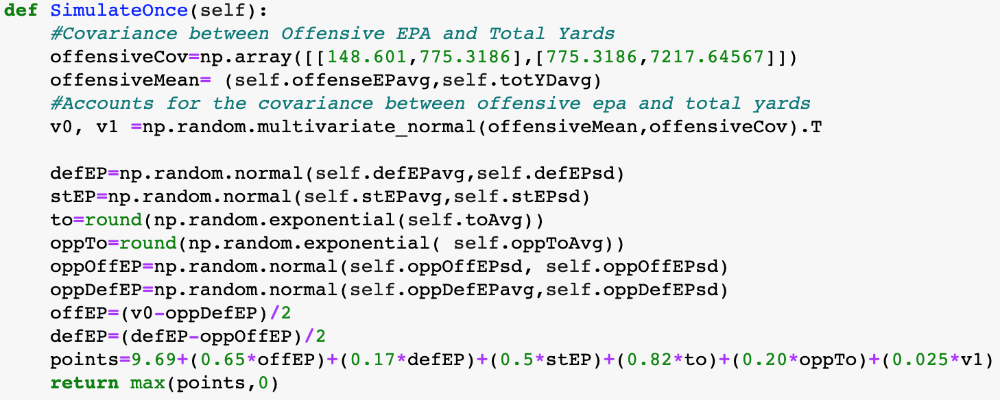 def SimulateOnce(self):
    #Covariance between Offensive EPA and Total Yards
    offensiveCov=np.array([[148.601,775.3186],[775.3186,7217.64567]])
    offensiveMean= (self.offenseEPavg,self.totYDavg)
    #Accounts for the covariance between offensive epa and total yards
    v0, v1 =np.random.multivariate_normal(offensiveMean,offensiveCov).T
    defEP=np.random.normal(self.defEPavg,self.defEPsd)
    stEP=np.random.normal(self.stEPavg,self.stEPsd)
    to=round(np.random.exponential(self.toAvg))
    oppTo=round(np.random.exponential( self.oppToAvg))
    oppOffEP=np.random.normal(self.oppOffEPsd, self.oppOffEPsd)
    oppDefEP=np.random.normal(self.oppDefEPavg,self.oppDefEPsd)
    offEP=(v0-oppDefEP)/2
    defEP=(defEP-oppOffEP)/2
    points=9.69+(0.65*offEP)+(0.17*defEP)+(0.5*stEP)+(0.82*to)+(0.20*oppTo)+(0.025*v1)
    return max(points,0)